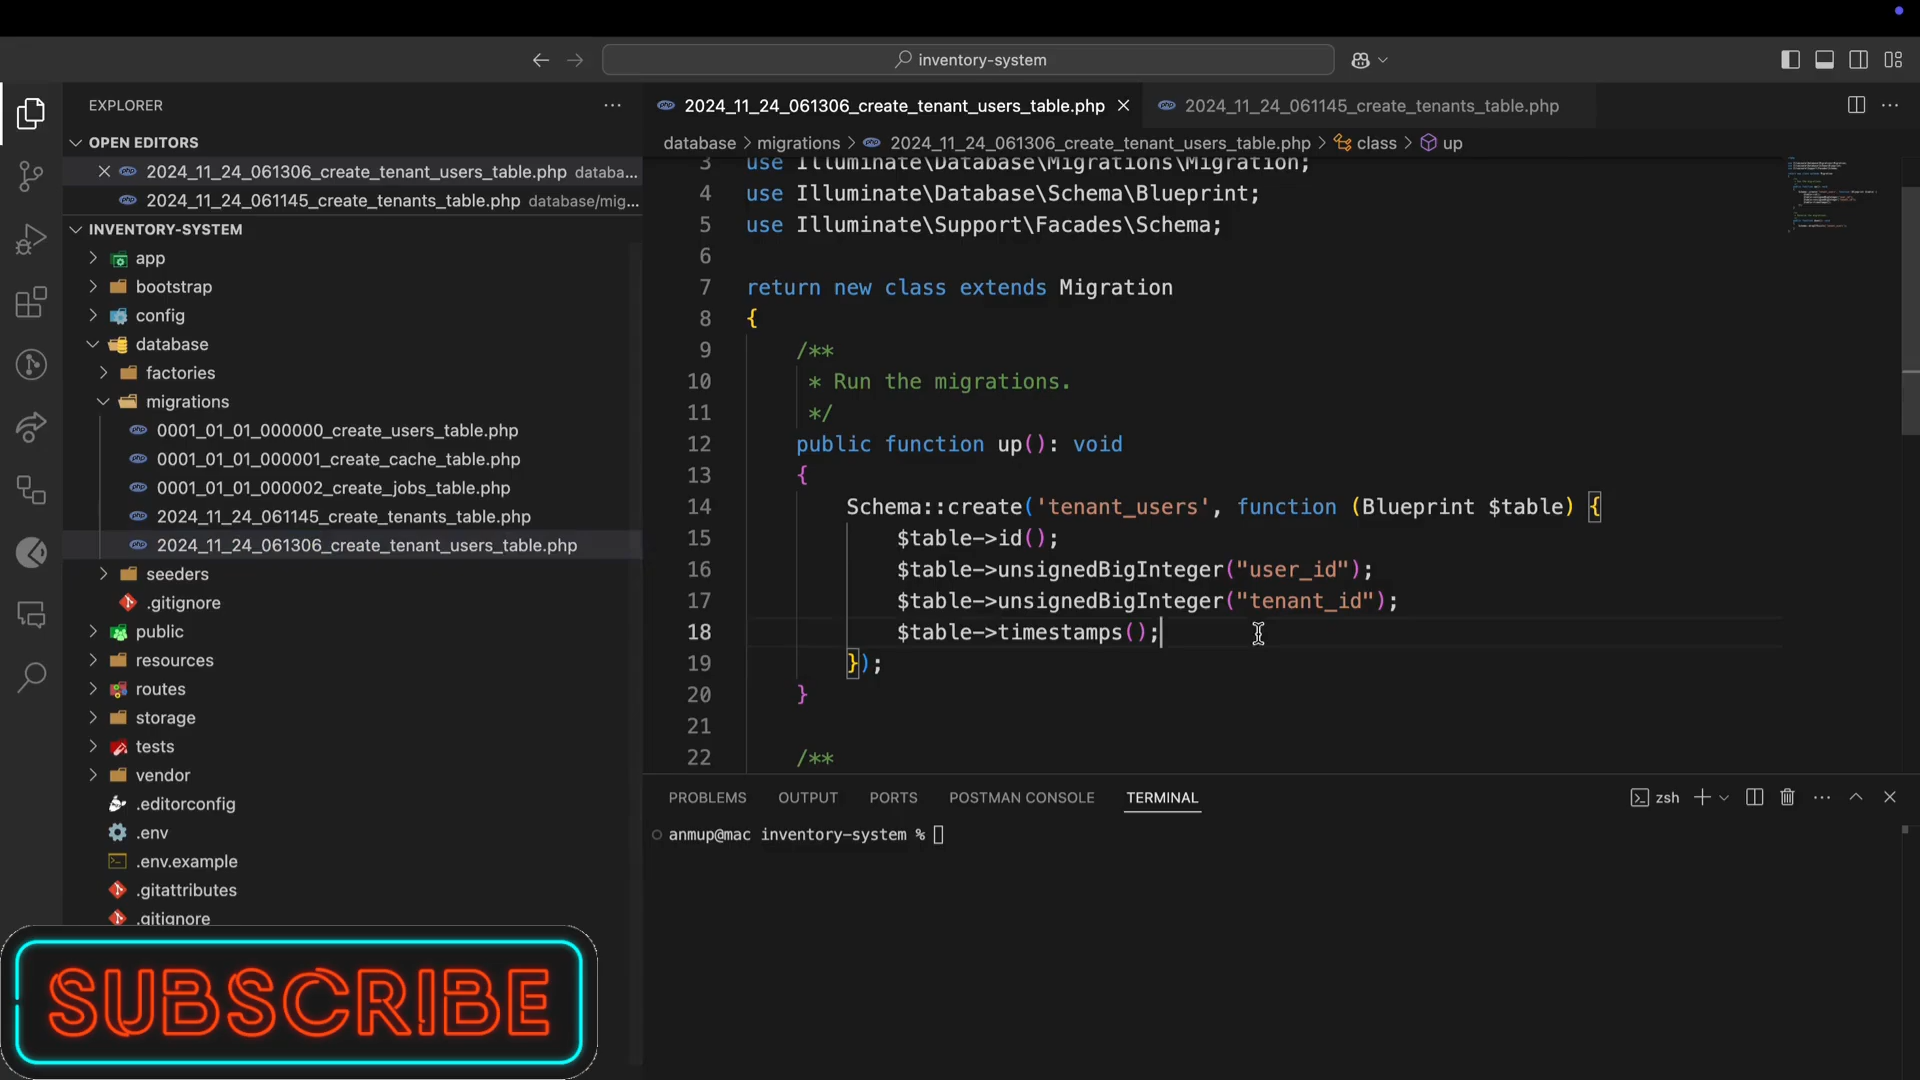 inventory-system
EXPLORER
OPEN EDITORS
2024_11_24_061306_create_tenant_users_table.php databa...
2024_11_24_061145_create_tenants_table.php database/mig...
INVENTORY-SYSTEM
app
bootstrap
config
database
factories
migrations
0001_01_01_000000_create_users_table.php
0001_01_01_000001_create_cache_table.php
0001_01_01_000002_create_jobs_table.php
2024_11_24_061145_create_tenants_table.php
2024_11_24_061306_create_tenant_users_table.php
seeders
.gitignore
public
resources
routes
storage
tests
vendor
.editorconfig
.env
.env.example
.gitattributes
.gitignore
SUBSCRIBE
2024_11_24_061306_create_tenant_users_table.php
2024_11_24_061145_create_tenants_table.php
database > migrations > 2024_11_24_061306_create_tenant_users_table.php > class > up
3 use Illuminate\Database\Migrations\Migration;
4 use Illuminate\Database\Schema\Blueprint;
5 use Illuminate\Support\Facades\Schema;
6
7 return new class extends Migration
8 {
9 /**
10 * Run the migrations.
11 */
12 public function up(): void
13 {
14 Schema::create('tenant_users', function (Blueprint $table) {
15 $table->id();
16 $table->unsignedBigInteger("user_id");
17 $table->unsignedBigInteger("tenant_id");
18 $table->timestamps();
19 });
20 }
21
22 /**
PROBLEMS OUTPUT PORTS POSTMAN CONSOLE TERMINAL
zsh
anmup@mac inventory-system %